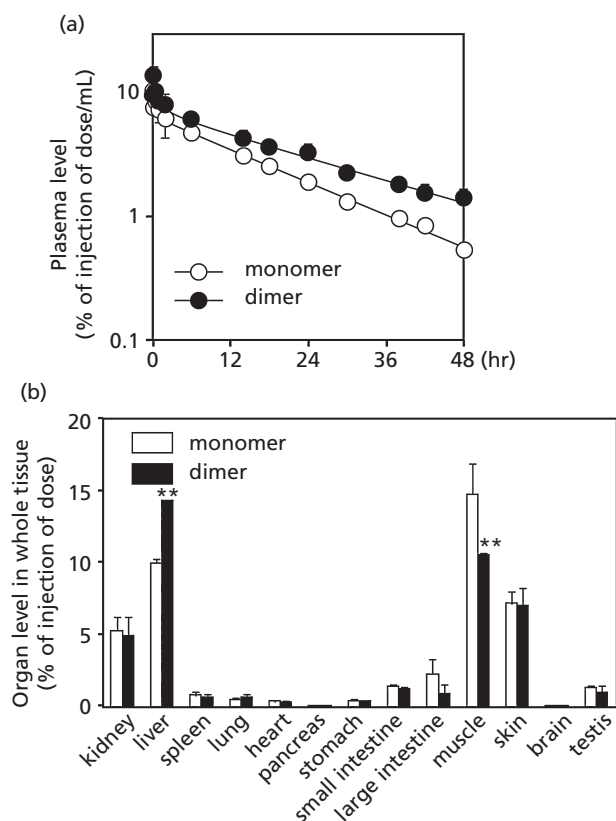 (a)
Plasema level
(% of injection of dose/mL)
10
1
0.1
monomer
dimer
0 12 24 36 48 (hr)
(b)
Organ level in whole tissue
(% of injection of dose)
20
15
10
5
0
monomer
dimer
**
**
kidney
liver
spleen
lung
heart
pancreas
stomach
small intestine
large intestine
muscle
skin
brain
testis